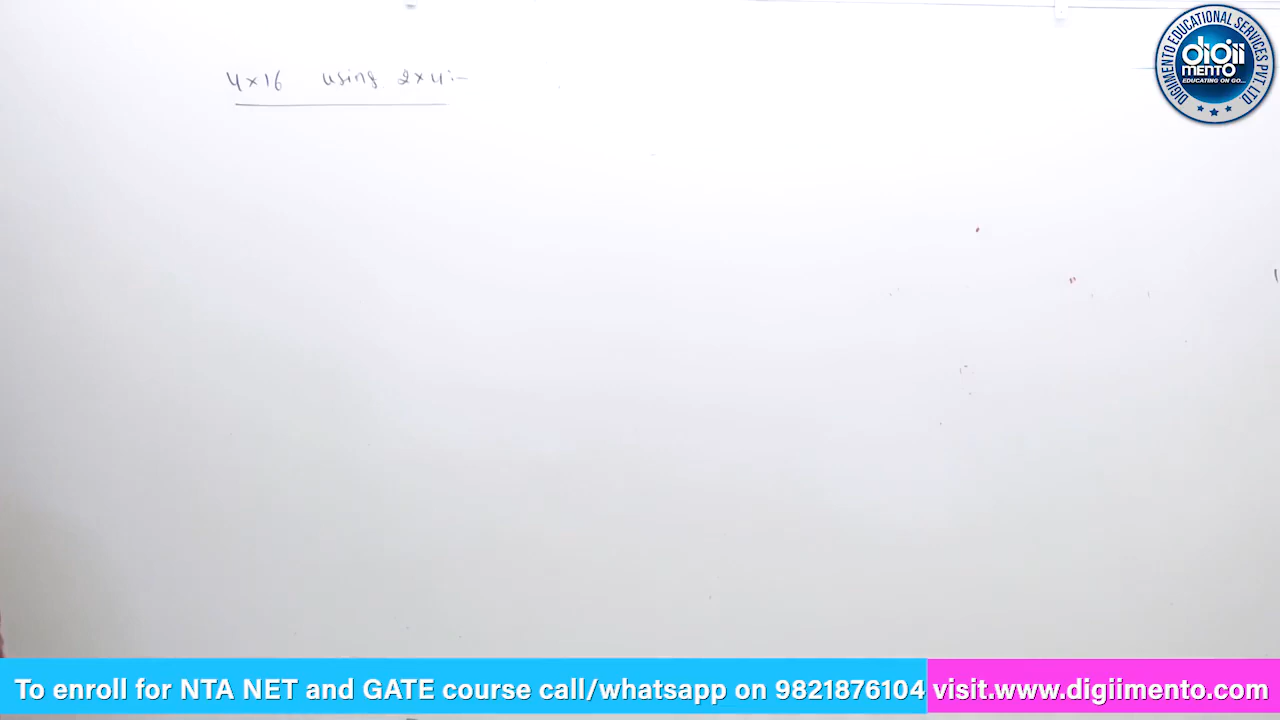 4×16 using 2×4:-
DIGIIMENTO EDUCATIONAL SERVICES PVT. LTD
digii
MENTO
EDUCATING ON GO...
To enroll for NTA NET and GATE course call/whatsapp on 9821876104 visit.www.digiimento.com